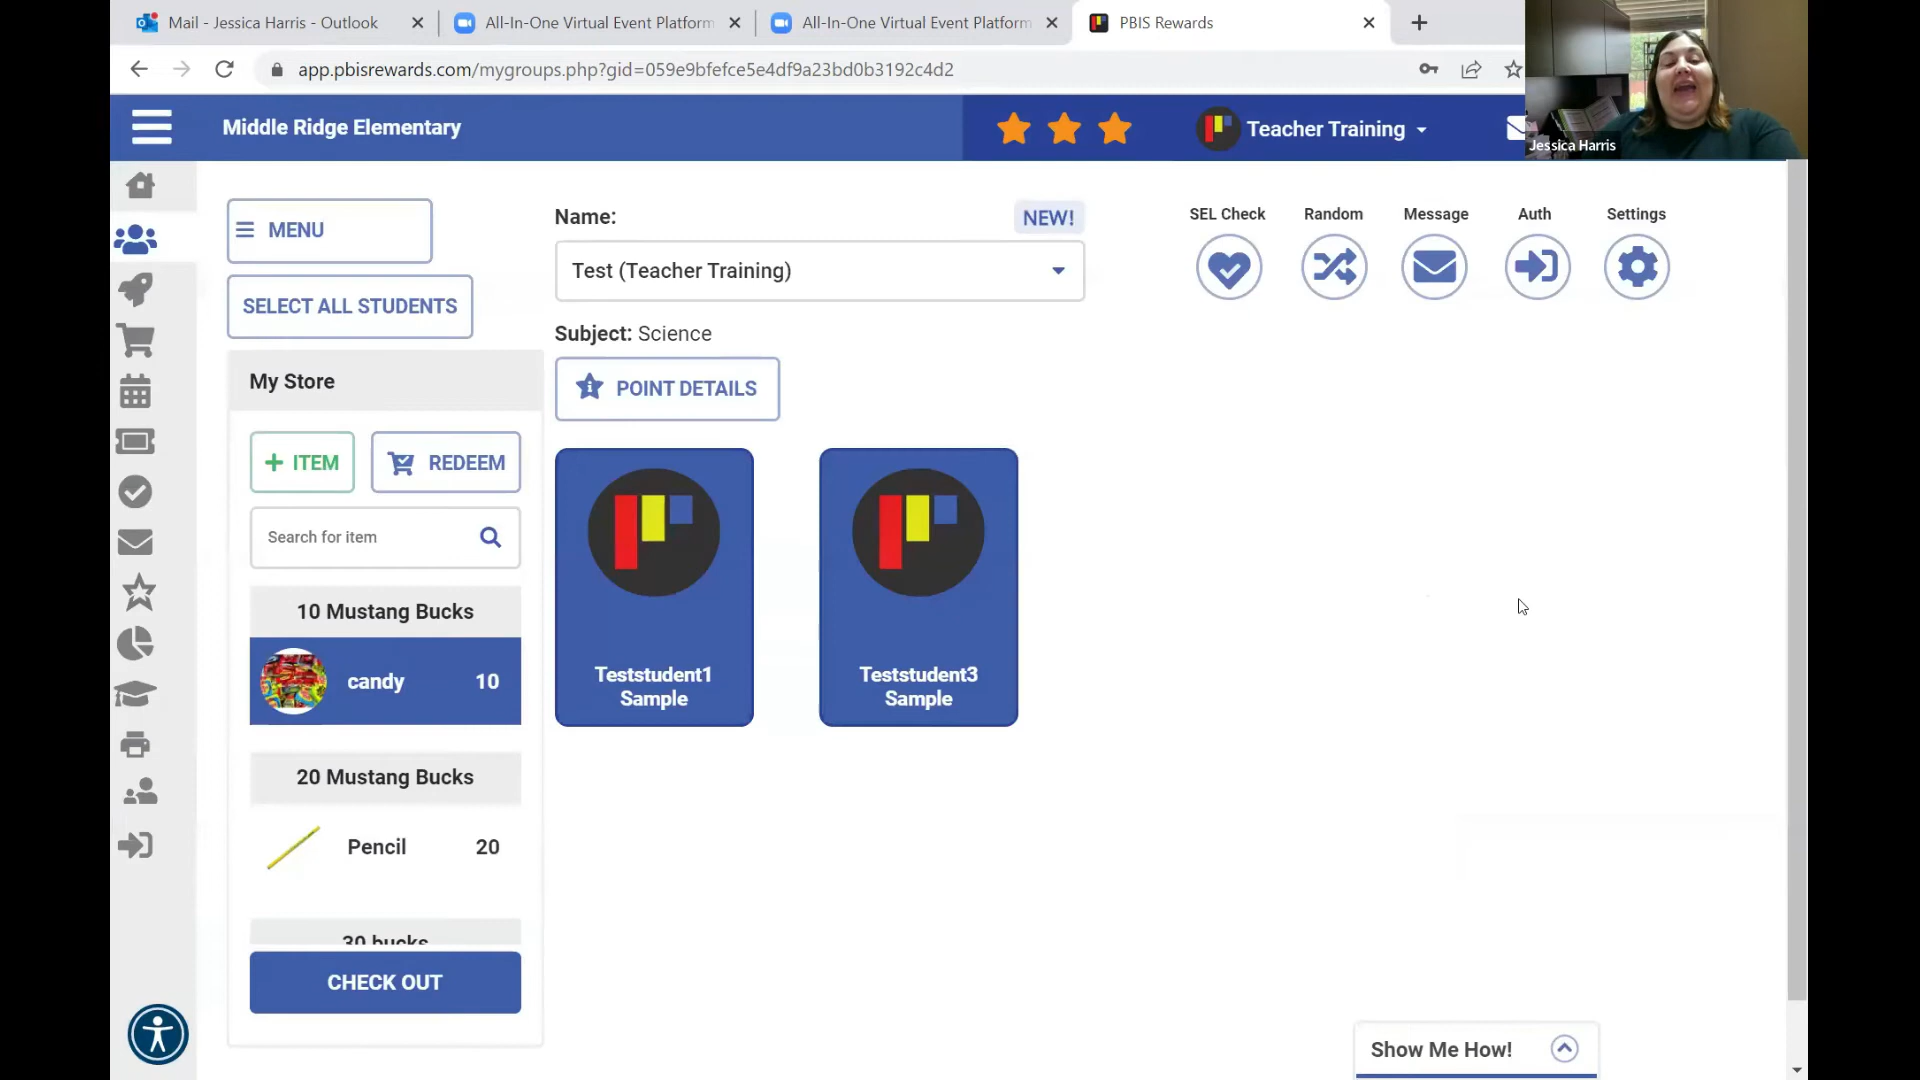 Mail - Jessica Harris - Outlook
All-In-One Virtual Event Platform
All-In-One Virtual Event Platform
PBIS Rewards
app.pbisrewards.com/mygroups.php?gid=059e9bfefce5e4df9a23bd0b3192c4d2
Middle Ridge Elementary
Teacher Training
Jessica Harris
MENU
SELECT ALL STUDENTS
Name:
NEW!
Test (Teacher Training)
Subject: Science
POINT DETAILS
SEL Check
Random
Message
Auth
Settings
My Store
+ ITEM
REDEEM
Search for item
10 Mustang Bucks
candy 10
20 Mustang Bucks
Pencil 20
30 bucks
CHECK OUT
Teststudent1
Sample
Teststudent3
Sample
Show Me How!